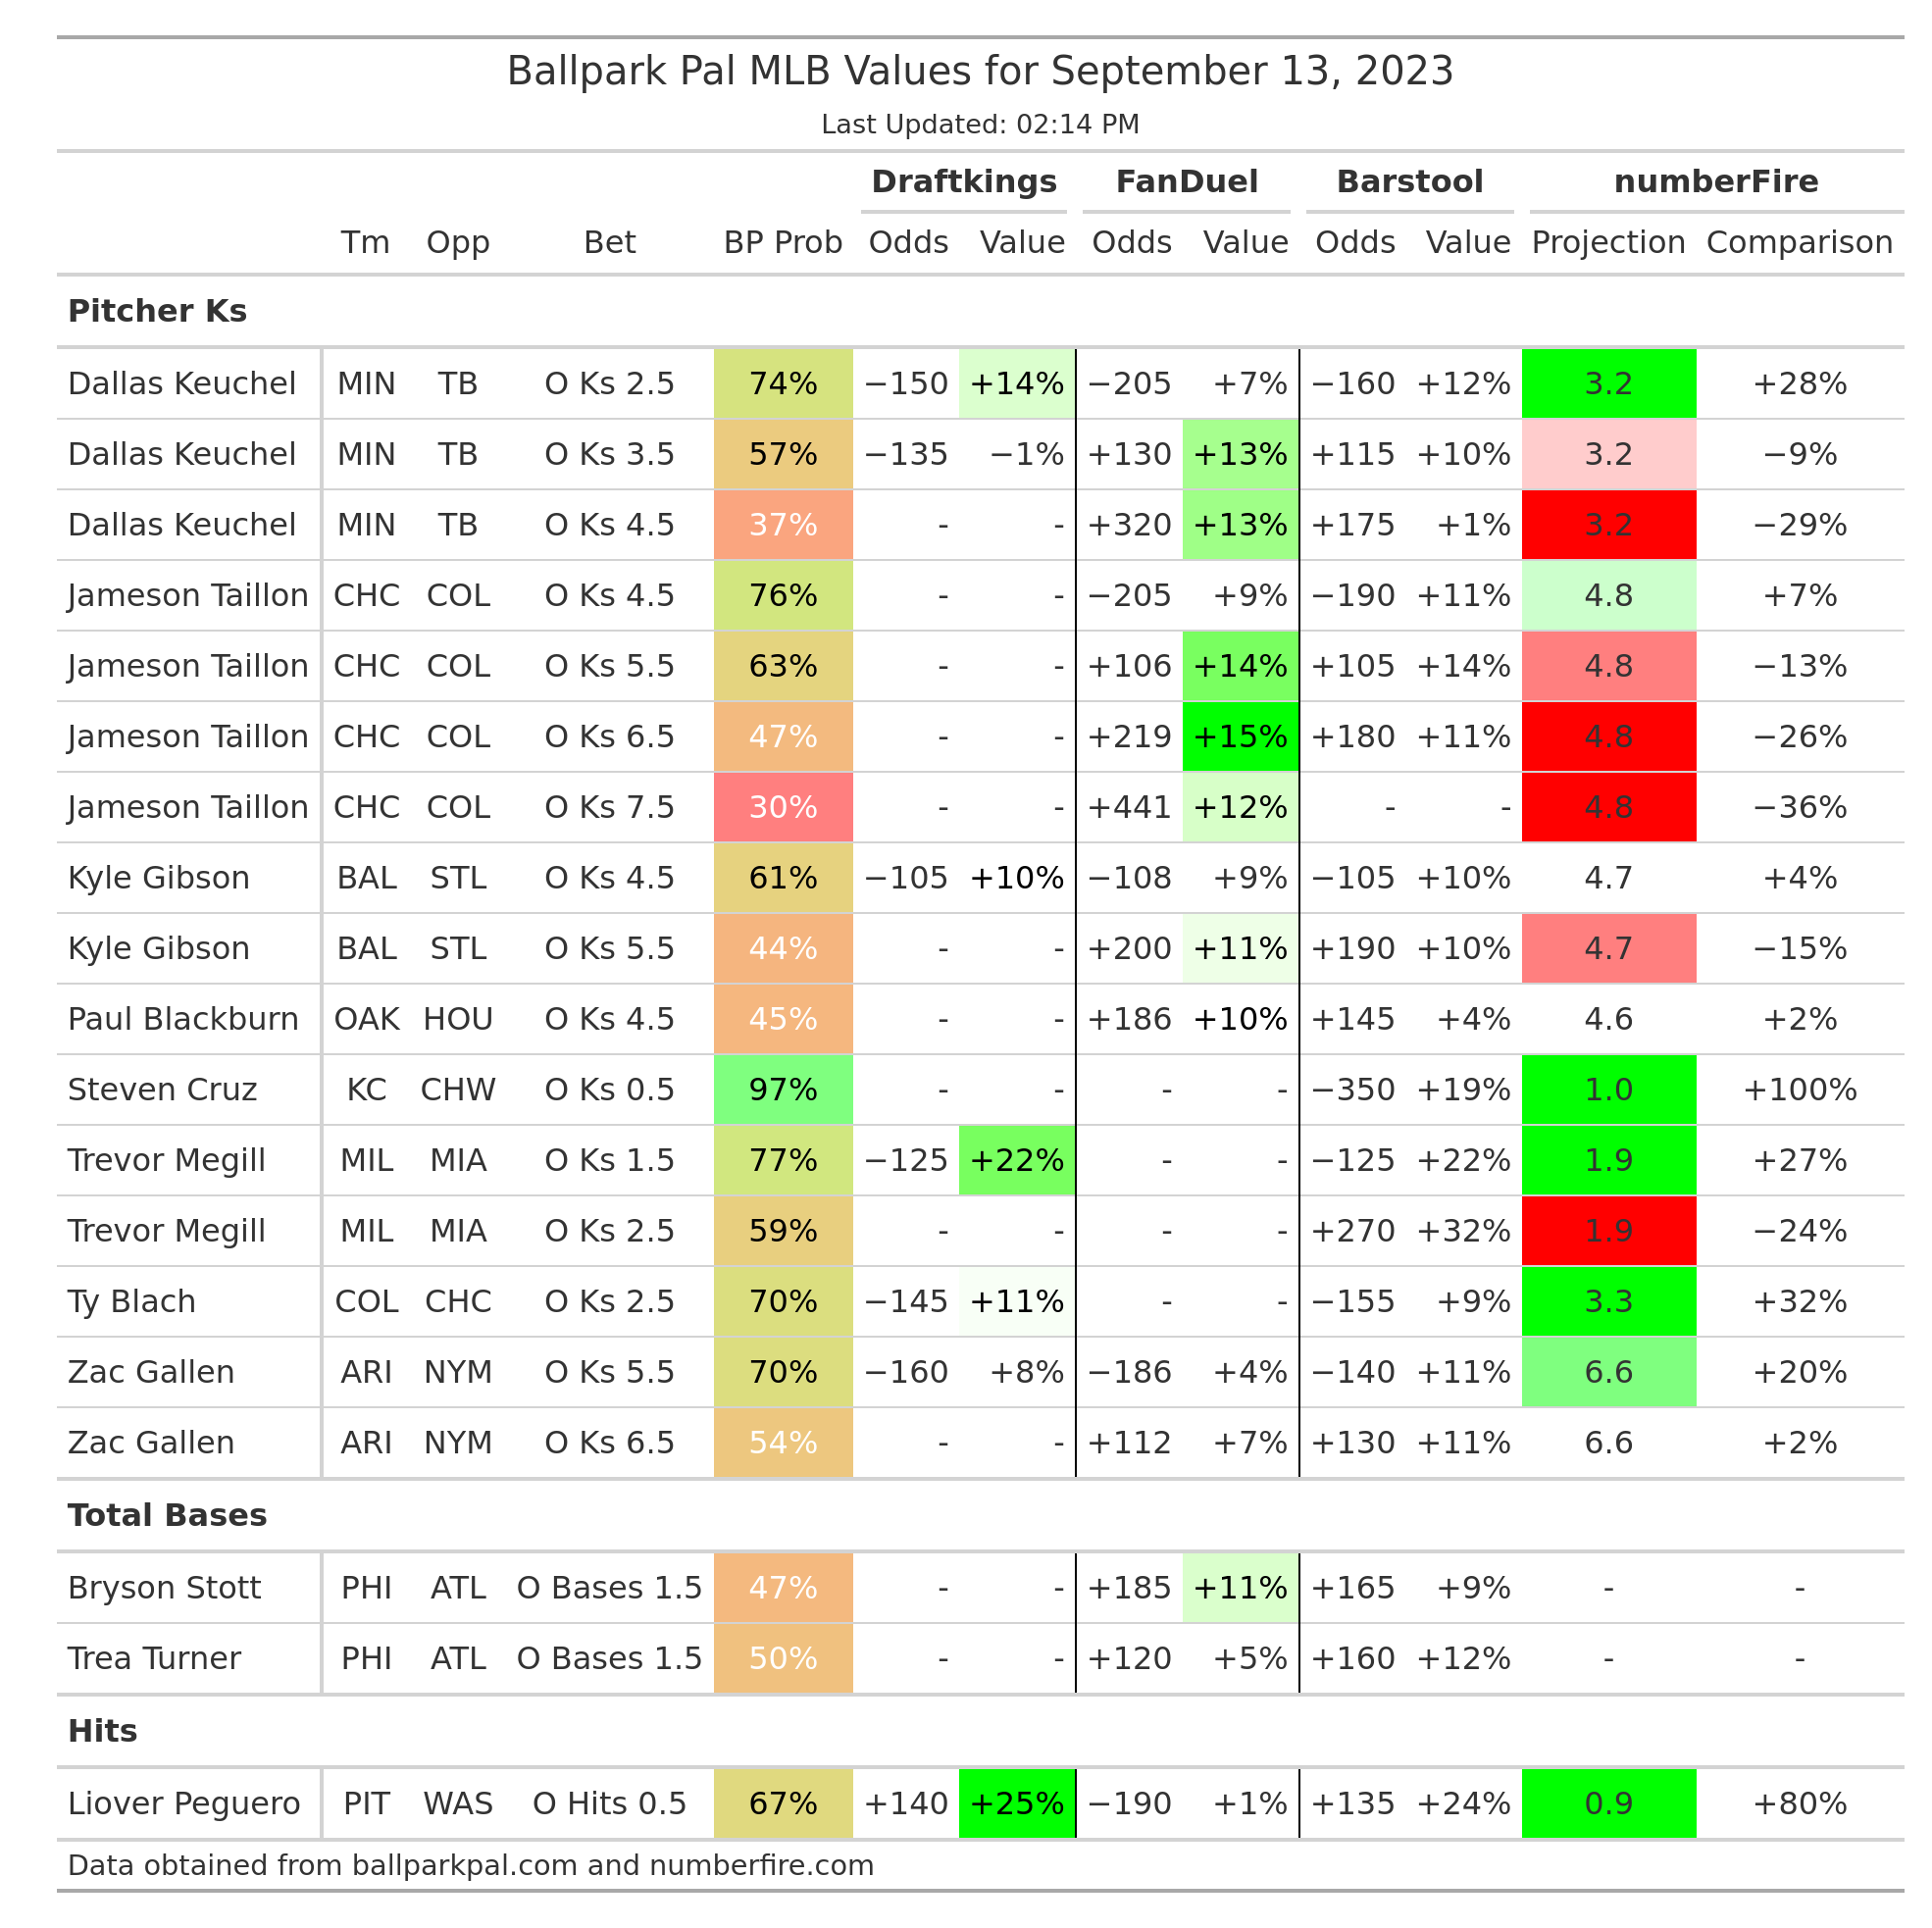 Ballpark Pal MLB Values for September 13, 2023
Last Updated: 02:14 PM
Draftkings FanDuel Barstool numberFire
Tm Opp Bet BP Prob Odds Value Odds Value Odds Value Projection Comparison
Pitcher Ks
Dallas Keuchel MIN TB O Ks 2.5 74% −150 +14% −205 +7% −160 +12% 3.2 +28%
Dallas Keuchel MIN TB O Ks 3.5 57% −135 −1% +130 +13% +115 +10% 3.2 −9%
Dallas Keuchel MIN TB O Ks 4.5 37% - - +320 +13% +175 +1% 3.2 −29%
Jameson Taillon CHC COL O Ks 4.5 76% - - −205 +9% −190 +11% 4.8 +7%
Jameson Taillon CHC COL O Ks 5.5 63% - - +106 +14% +105 +14% 4.8 −13%
Jameson Taillon CHC COL O Ks 6.5 47% - - +219 +15% +180 +11% 4.8 −26%
Jameson Taillon CHC COL O Ks 7.5 30% - - +441 +12% - - 4.8 −36%
Kyle Gibson BAL STL O Ks 4.5 61% −105 +10% −108 +9% −105 +10% 4.7 +4%
Kyle Gibson BAL STL O Ks 5.5 44% - - +200 +11% +190 +10% 4.7 −15%
Paul Blackburn OAK HOU O Ks 4.5 45% - - +186 +10% +145 +4% 4.6 +2%
Steven Cruz KC CHW O Ks 0.5 97% - - - - −350 +19% 1.0 +100%
Trevor Megill MIL MIA O Ks 1.5 77% −125 +22% - - −125 +22% 1.9 +27%
Trevor Megill MIL MIA O Ks 2.5 59% - - - - +270 +32% 1.9 −24%
Ty Blach COL CHC O Ks 2.5 70% −145 +11% - - −155 +9% 3.3 +32%
Zac Gallen ARI NYM O Ks 5.5 70% −160 +8% −186 +4% −140 +11% 6.6 +20%
Zac Gallen ARI NYM O Ks 6.5 54% - - +112 +7% +130 +11% 6.6 +2%
Total Bases
Bryson Stott PHI ATL O Bases 1.5 47% - - +185 +11% +165 +9% - -
Trea Turner PHI ATL O Bases 1.5 50% - - +120 +5% +160 +12% - -
Hits
Liover Peguero PIT WAS O Hits 0.5 67% +140 +25% −190 +1% +135 +24% 0.9 +80%
Data obtained from ballparkpal.com and numberfire.com